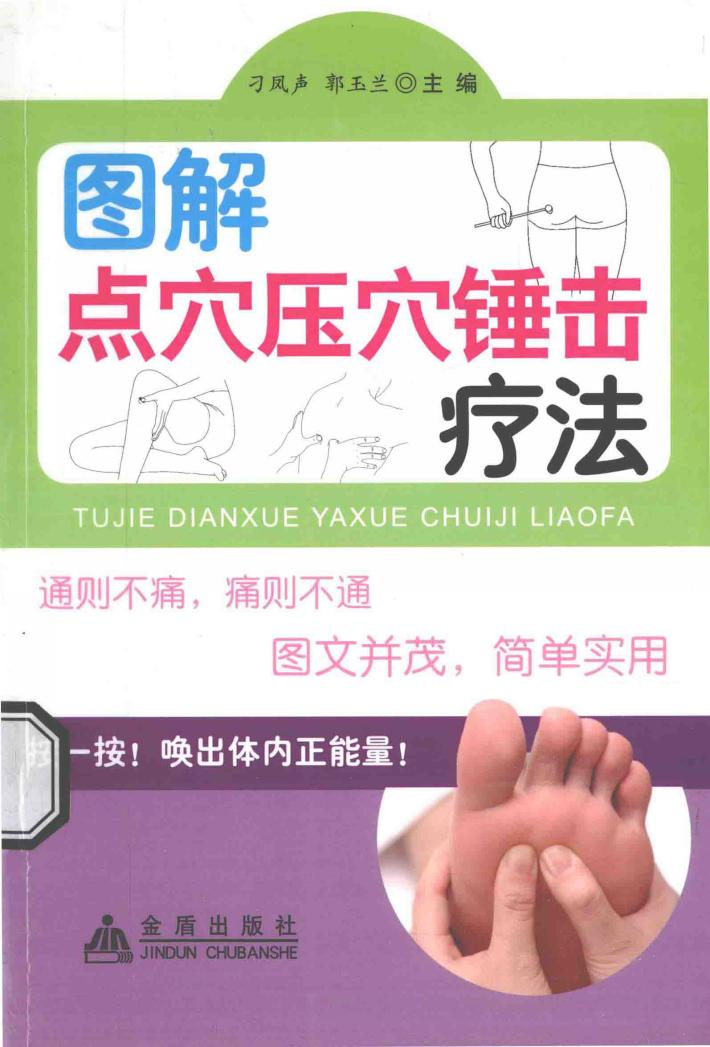 刁凤声 郭玉兰◎主 编
图解
点穴压穴锤击
疗法
TUJIE DIANXUE YAXUE CHUIJI LIAOFA
通则不痛，痛则不通
图文并茂，简单实用
一按！唤出体内正能量！
金盾出版社
JINDUN CHUBANSHE